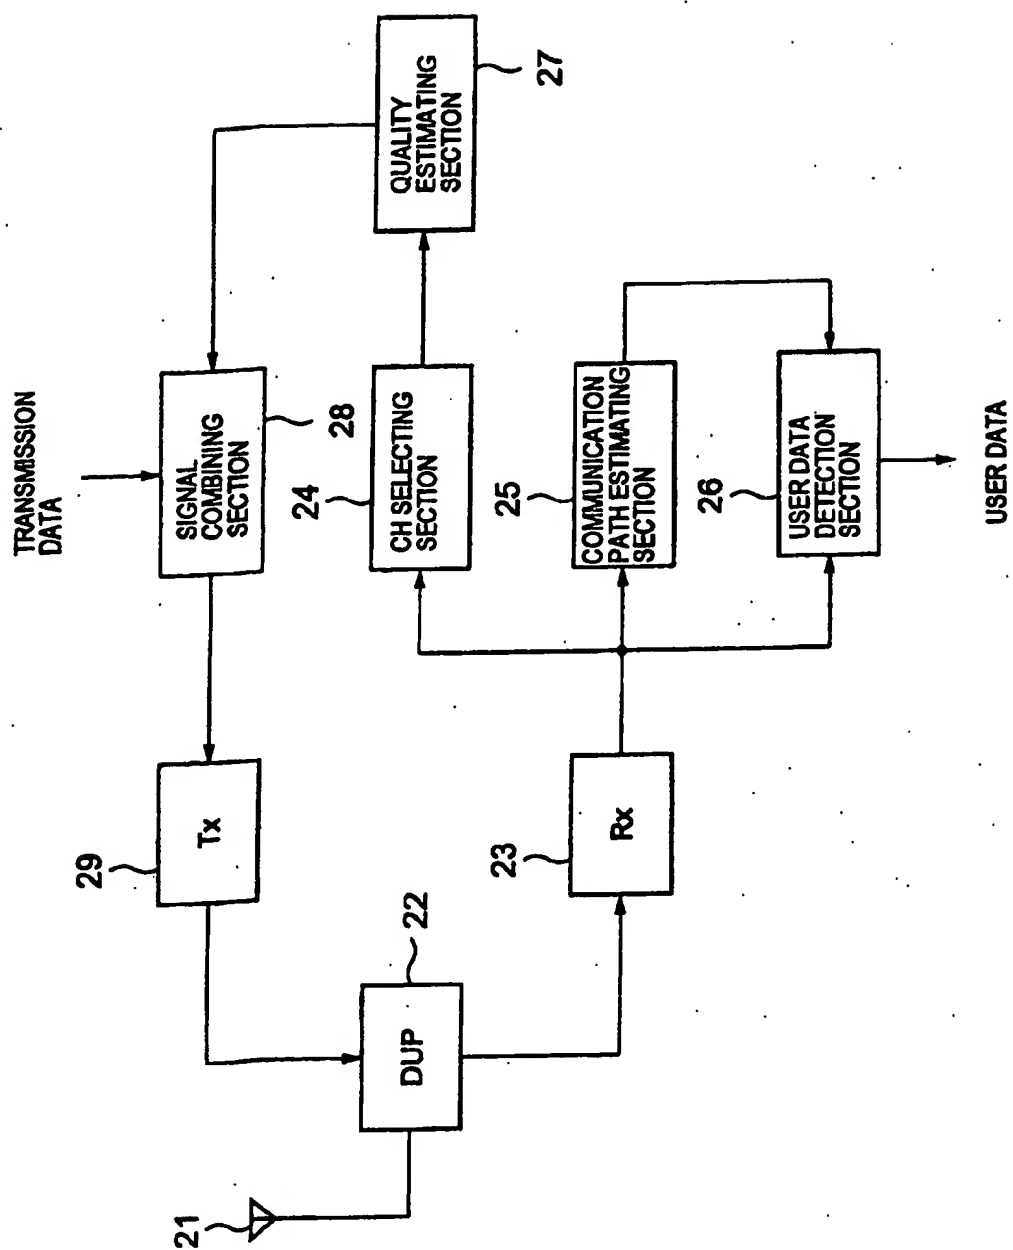 TRANSMISSION
DATA
29
Tx
SIGNAL
COMBINING
SECTION
28
21
DUP
22
24
CH SELECTING
SECTION
QUALITY
ESTIMATING
SECTION
27
23
Rx
25
COMMUNICATION
PATH ESTIMATING
SECTION
26
USER DATA
DETECTION
SECTION
USER DATA